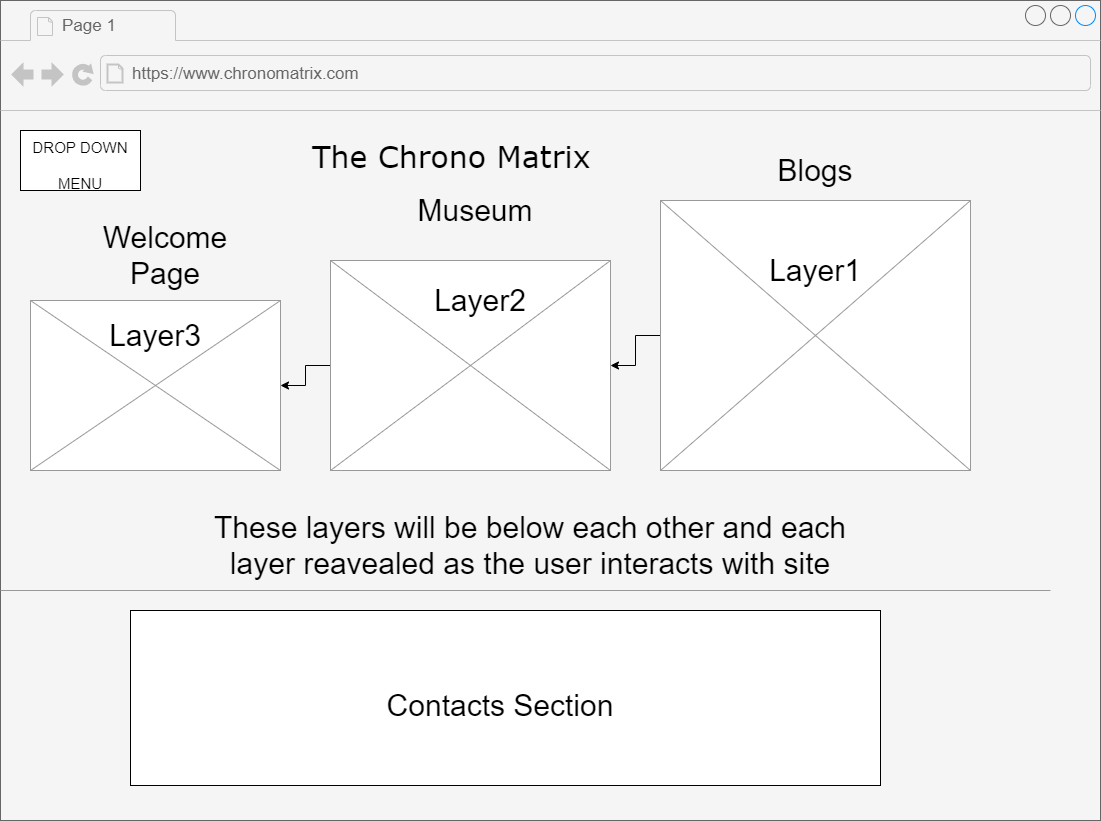 Page 1
https://www.chronomatrix.com
DROP DOWN
MENU
The Chrono Matrix
Blogs
Museum
Welcome
Page
Layer1
Layer2
Layer3
These layers will be below each other and each
layer reavealed as the user interacts with site
Contacts Section